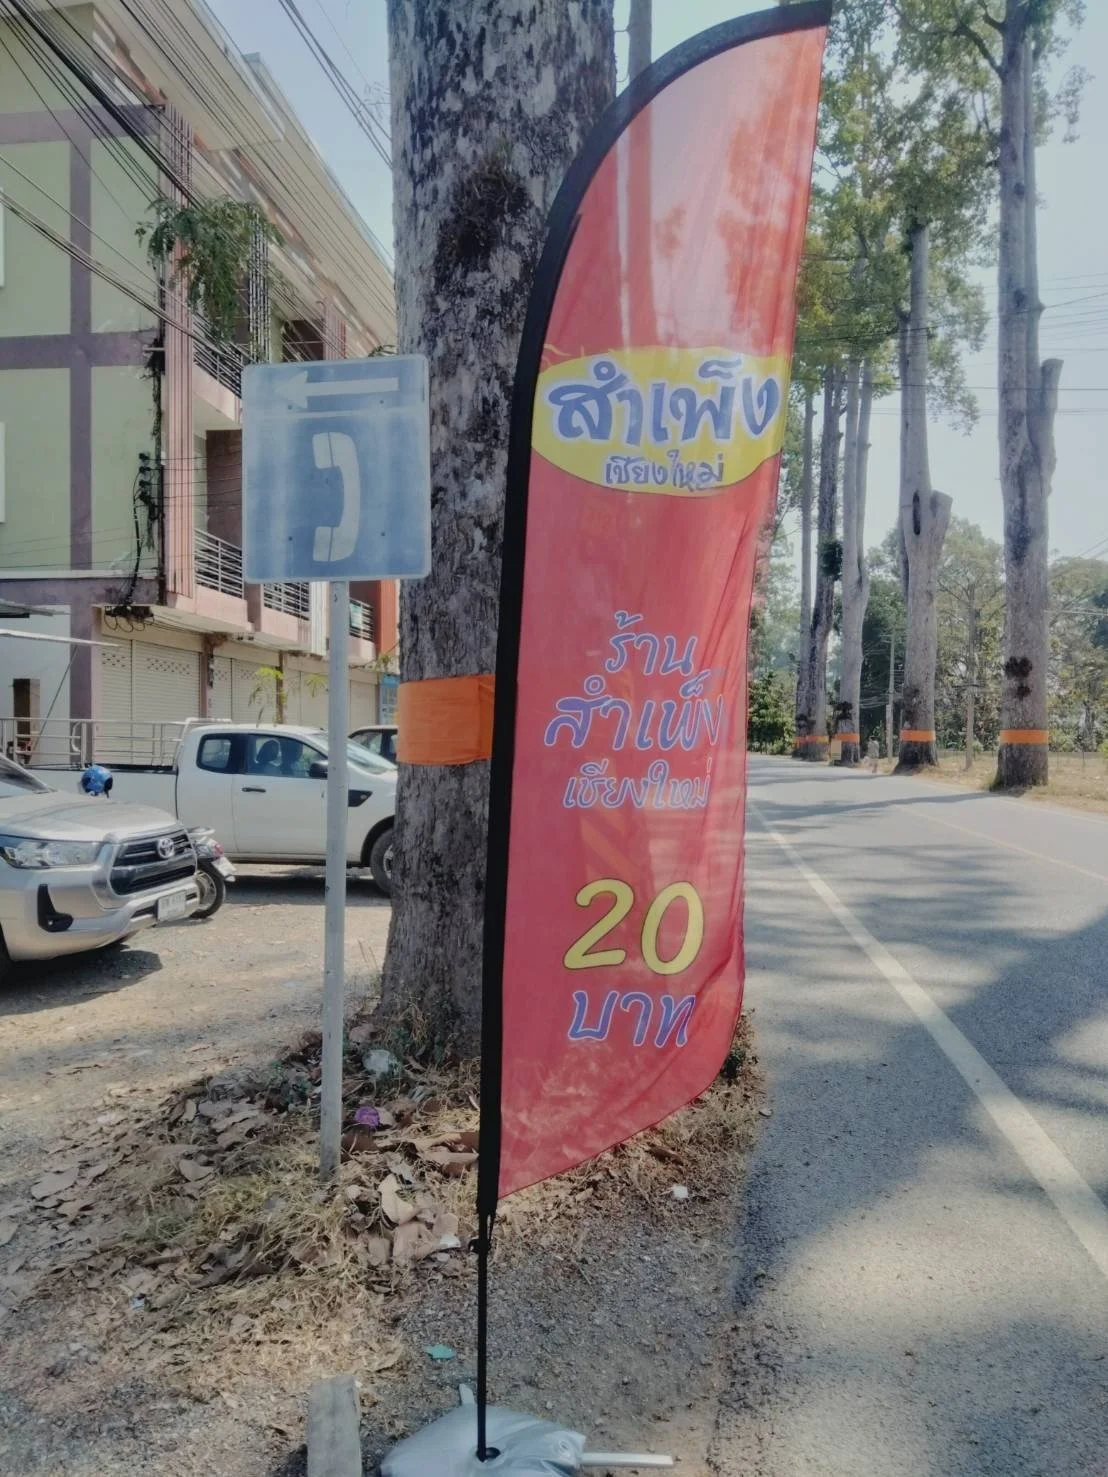 สำเพ็ง
เชียงใหม่
ร้าน
สำเพ็ง
เชียงใหม่
20
บาท